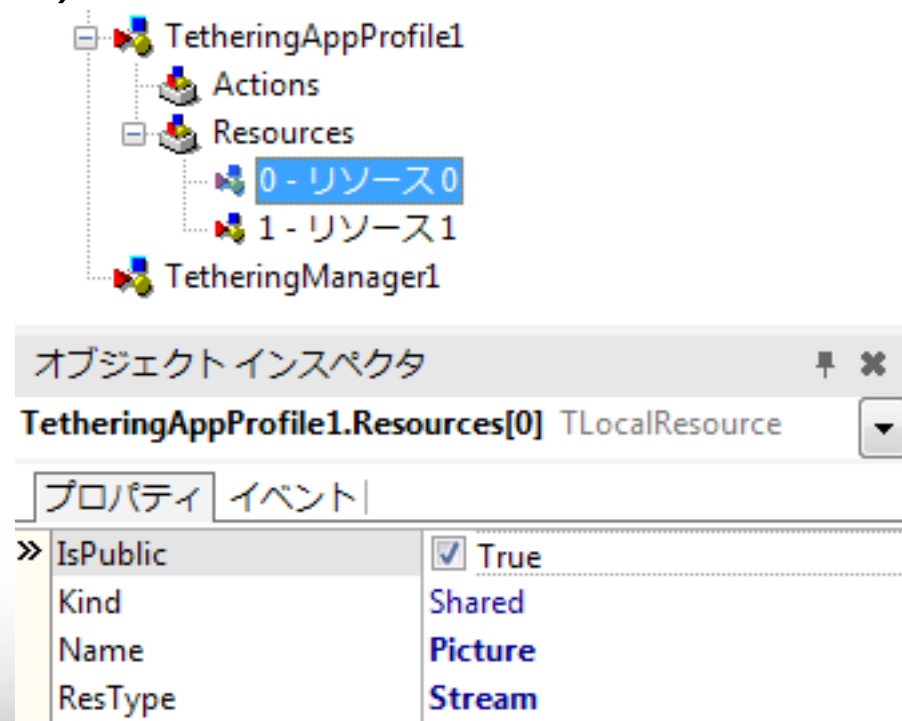 TetheringAppProfile1
Actions
Resources
0 - リソース 0
1 - リソース 1
TetheringManager1
オブジェクト インスペクタ
TetheringAppProfile1.Resources[0] TLocalResource
プロパティ イベント
IsPublic True
Kind Shared
Name Picture
ResType Stream